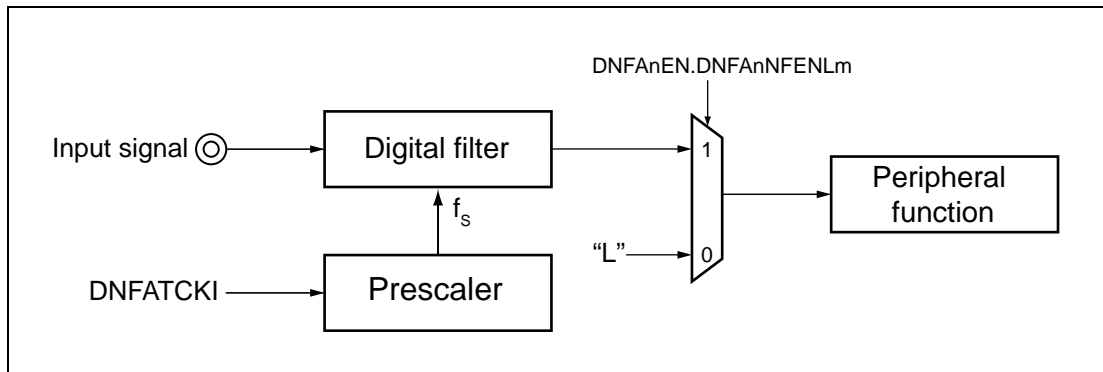 DNFAnEN.DNFAnNFENLm
Input signal
Digital filter
1
Peripheral
function
fS
“L”
0
DNFATCKI
Prescaler